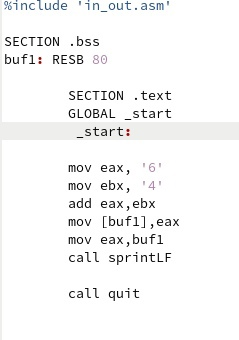 %include 'in_out.asm'
SECTION .bss
buf1: RESB 80
SECTION .text
GLOBAL _start
_start:
mov eax, '6'
mov ebx, '4'
add eax,ebx
mov [buf1],eax
mov eax,buf1
call sprintLF
call quit